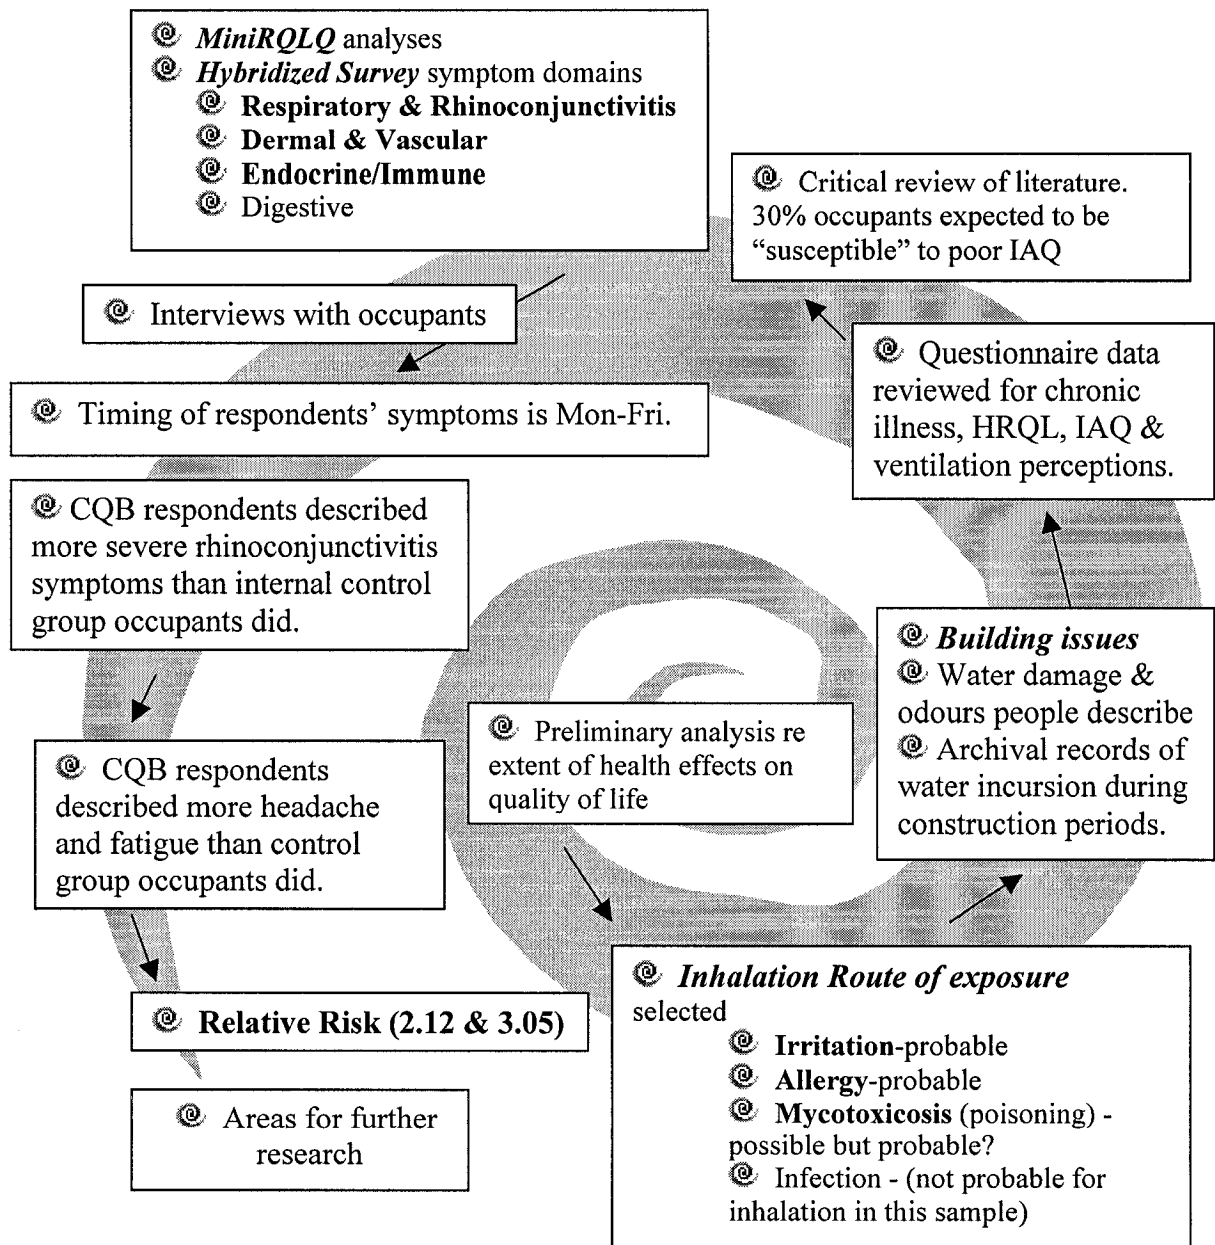 MiniRQLQ analyses
Hybridized Survey symptom domains
Respiratory & Rhinoconjunctivitis
Dermal & Vascular
Endocrine/Immune
Digestive
Critical review of literature.
30% occupants expected to be
“susceptible” to poor IAQ
Interviews with occupants
Questionnaire data
reviewed for chronic
illness, HRQL, IAQ &
ventilation perceptions.
Timing of respondents’ symptoms is Mon-Fri.
CQB respondents described
more severe rhinoconjunctivitis
symptoms than internal control
group occupants did.
Building issues
Water damage &
odours people describe
Archival records of
water incursion during
construction periods.
Preliminary analysis re
extent of health effects on
quality of life
CQB respondents
described more headache
and fatigue than control
group occupants did.
Inhalation Route of exposure
selected
Irritation-probable
Allergy-probable
Mycotoxicosis (poisoning) -
possible but probable?
Infection - (not probable for
inhalation in this sample)
Relative Risk (2.12 & 3.05)
Areas for further
research